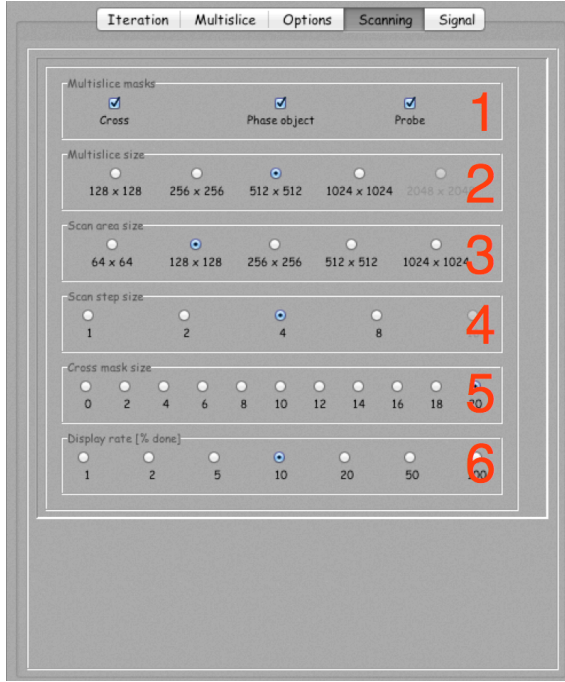 Iteration Multislice Options Scanning Signal
Multislice masks
Cross Phase object Probe 1
Multislice size
128 x 128 256 x 256 512 x 512 1024 x 1024 2048 x 2048 2
Scan area size
64 x 64 128 x 128 256 x 256 512 x 512 1024 x 1024 3
Scan step size
1 2 4 8 4
Cross mask size
0 2 4 6 8 10 12 14 16 18 20 5
Display rate [% done]
1 2 5 10 20 50 100 6